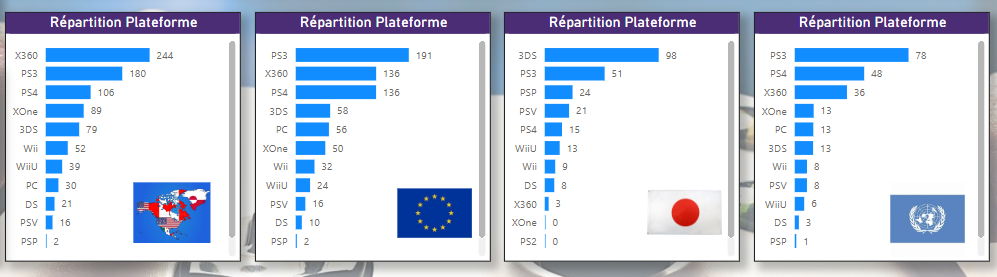 Répartition Plateforme
X360 244
PS3 180
PS4 106
XOne 89
3DS 79
Wii 52
WiiU 39
PC 30
DS 21
PSV 16
PSP 2
Répartition Plateforme
PS3 191
X360 136
PS4 136
3DS 58
PC 56
XOne 50
Wii 32
WiiU 24
PSV 16
DS 10
PSP 2
Répartition Plateforme
3DS 98
PS3 51
PSP 24
PSV 21
PS4 15
WiiU 13
Wii 9
DS 8
X360 3
XOne 0
PS2 0
Répartition Plateforme
PS3 78
PS4 48
X360 36
XOne 13
PC 13
3DS 13
Wii 8
PSV 8
WiiU 6
DS 3
PSP 1